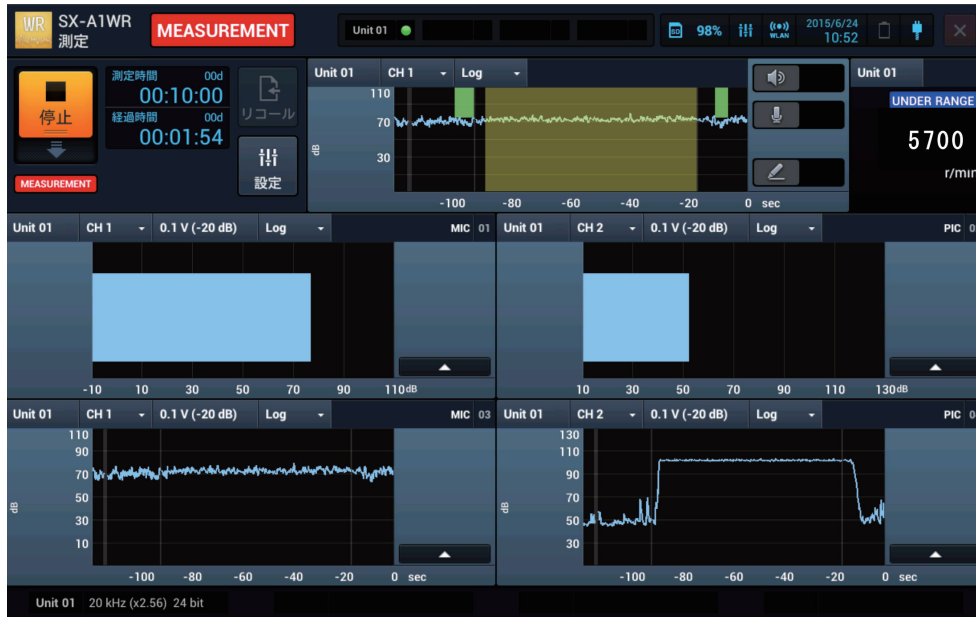 WR
SX-A1WR
測定
MEASUREMENT
Unit 01
SD 98% WLAN
2015/6/24
10:52
停止
MEASUREMENT
測定時間 00d
00:10:00
経過時間 00d
00:01:54
リコール
設定
Unit 01 CH 1 Log
110
70
30
dB
-100 -80 -60 -40 -20 0 sec
Unit 01
UNDER RANGE
5700
r/min
Unit 01 CH 1 0.1 V (-20 dB) Log MIC 01
-10 10 30 50 70 90 110dB
Unit 01 CH 2 0.1 V (-20 dB) Log PIC
10 30 50 70 90 110 130dB
Unit 01 CH 1 0.1 V (-20 dB) Log MIC 03
110
90
70
50
30
10
dB
-100 -80 -60 -40 -20 0 sec
Unit 01 CH 2 0.1 V (-20 dB) Log PIC
130
110
90
70
50
30
dB
-100 -80 -60 -40 -20 0 sec
Unit 01 20 kHz (x2.56) 24 bit